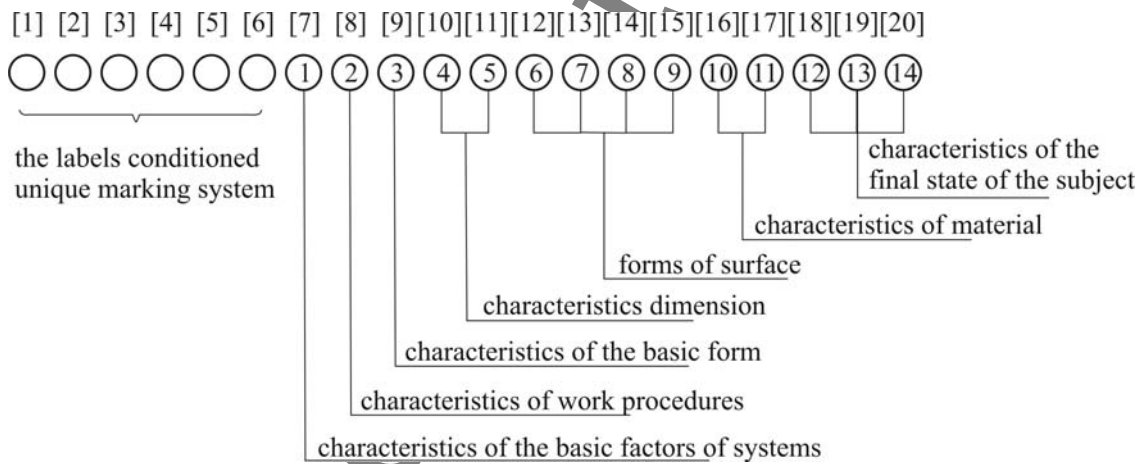 [1] [2] [3] [4] [5] [6] [7] [8] [9] [10][11][12][13][14][15][16][17][18][19][20]
1 2 3 4 5 6 7 8 9 10 11 12 13 14
the labels conditioned
unique marking system
characteristics of the
final state of the subject
characteristics of material
forms of surface
characteristics dimension
characteristics of the basic form
characteristics of work procedures
characteristics of the basic factors of systems